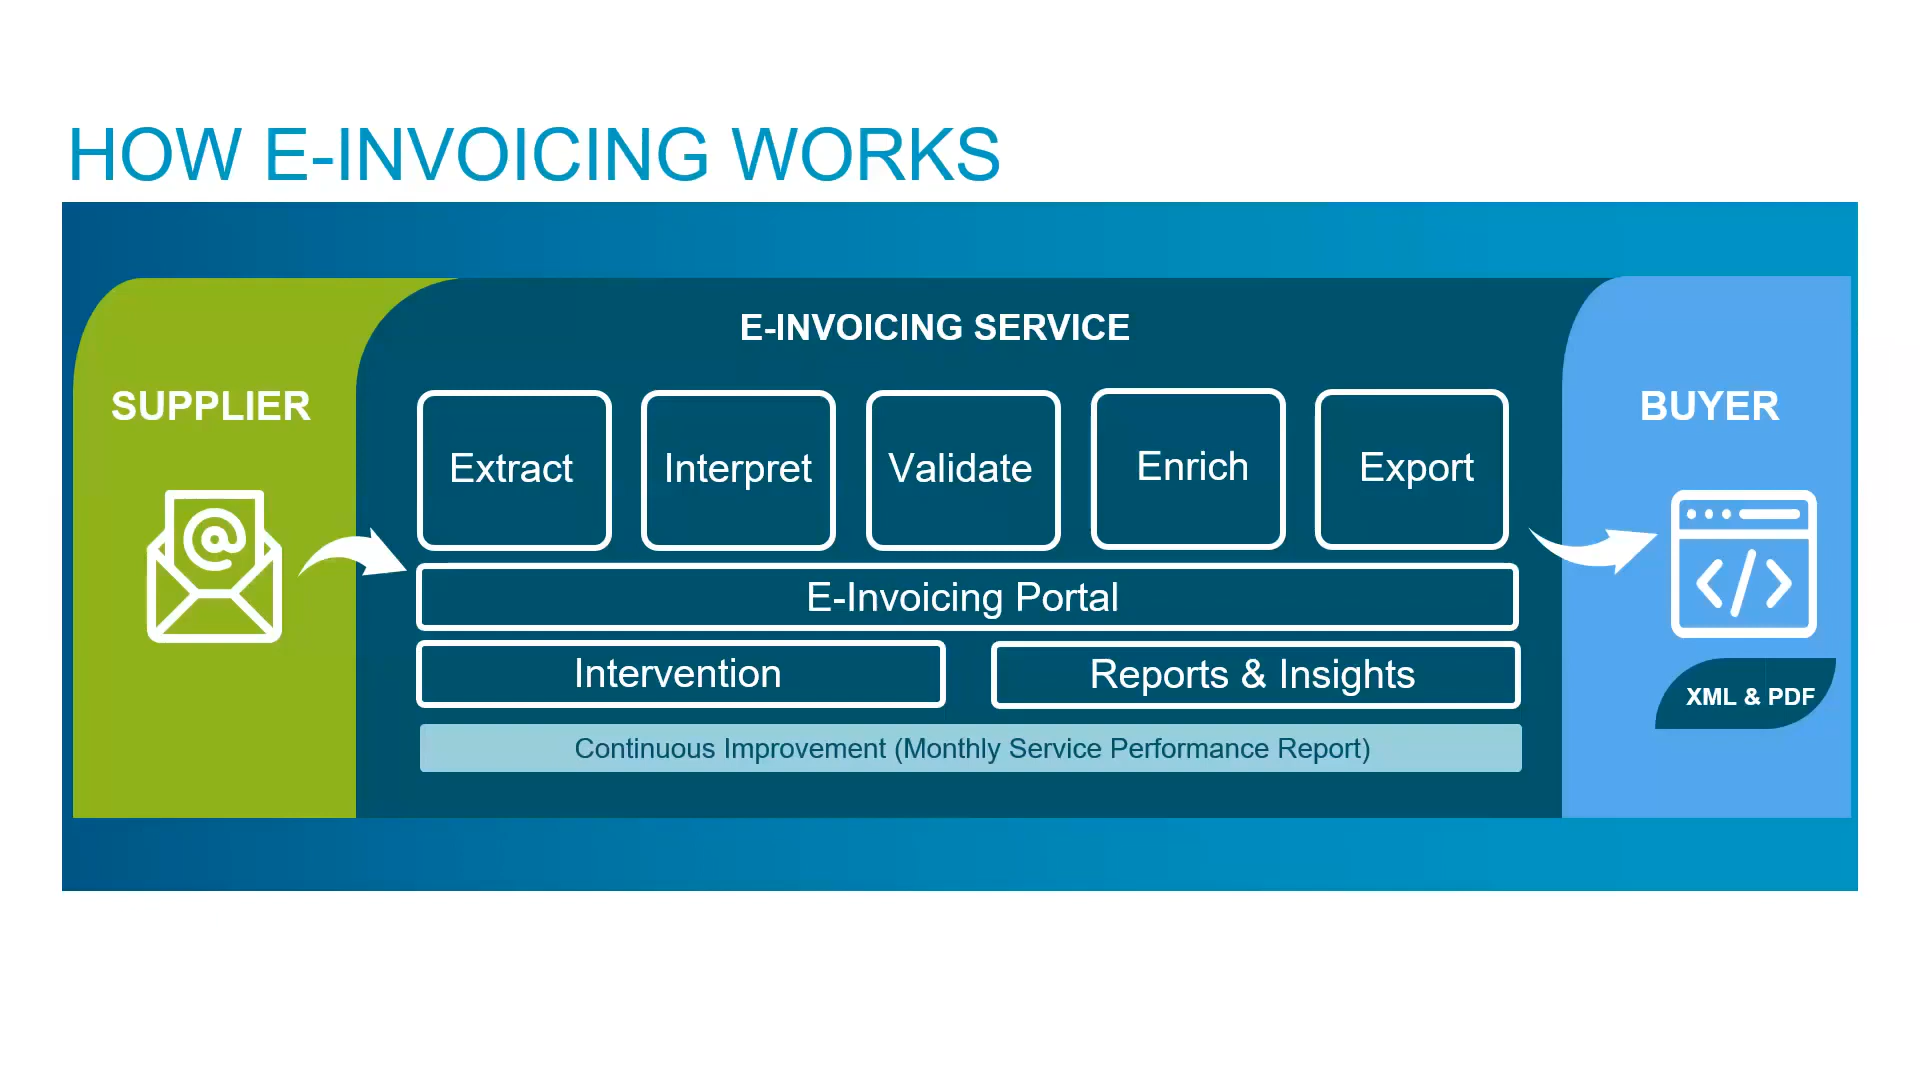 HOW E-INVOICING WORKS
E-INVOICING SERVICE
SUPPLIER
BUYER
Extract
Interpret
Validate
Enrich
Export
E-Invoicing Portal
Intervention
Reports & Insights
XML & PDF
Continuous Improvement (Monthly Service Performance Report)